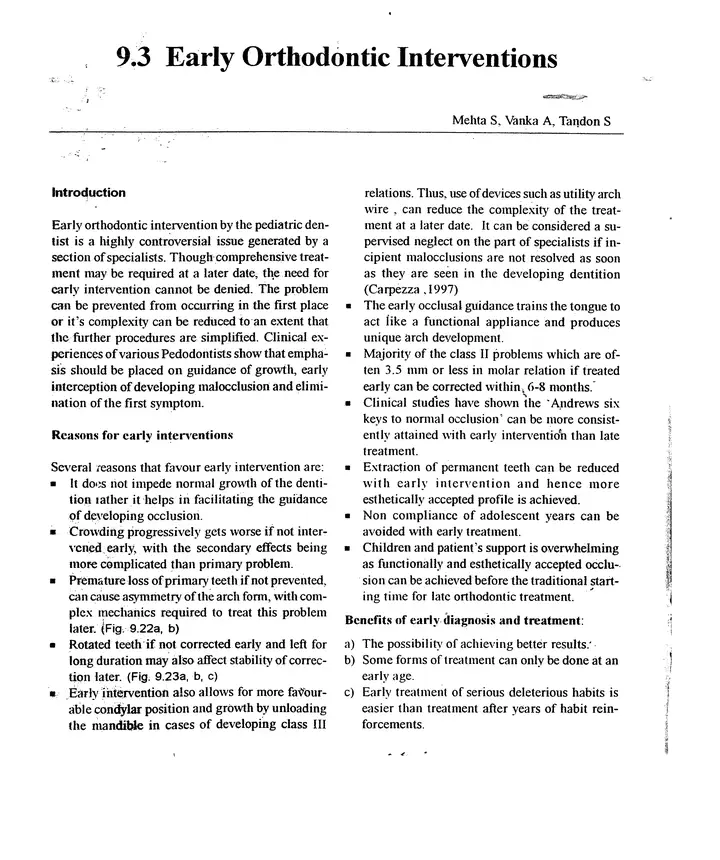 9.3 Early Orthodontic Interventions
Mehta S, Vanka A, Tandon S
Introduction
Early orthodontic intervention by the pediatric den-
tist is a highly controversial issue generated by a
section of specialists. Though comprehensive treat-
ment may be required at a later date, the need for
early intervention cannot be denied. The problem
can be prevented from occurring in the first place
or it's complexity can be reduced to an extent that
the further procedures are simplified. Clinical ex-
periences of various Pedodontists show that empha-
sis should be placed on guidance of growth, early
interception of developing malocclusion and elimi-
nation of the first symptom.
Reasons for early interventions
Several reasons that favour early intervention are:
■ It does not impede normal growth of the denti-
tion rather it helps in facilitating the guidance
of developing occlusion.
■ Crowding progressively gets worse if not inter-
vened early, with the secondary effects being
more complicated than primary problem.
■ Premature loss of primary teeth if not prevented,
can cause asymmetry of the arch form, with com-
plex mechanics required to treat this problem
later. (Fig. 9.22a, b)
■ Rotated teeth if not corrected early and left for
long duration may also affect stability of correc-
tion later. (Fig. 9.23a, b, c)
■ Early intervention also allows for more favour-
able condylar position and growth by unloading
the mandible in cases of developing class III
relations. Thus, use of devices such as utility arch
wire , can reduce the complexity of the treat-
ment at a later date. It can be considered a su-
pervised neglect on the part of specialists if in-
cipient malocclusions are not resolved as soon
as they are seen in the developing dentition
(Carpezza ,1997)
■ The early occlusal guidance trains the tongue to
act like a functional appliance and produces
unique arch development.
■ Majority of the class II problems which are of-
ten 3.5 mm or less in molar relation if treated
early can be corrected within 6-8 months.
■ Clinical studies have shown the 'Andrews six
keys to normal occlusion' can be more consist-
ently attained with early intervention than late
treatment.
■ Extraction of permanent teeth can be reduced
with early intervention and hence more
esthetically accepted profile is achieved.
■ Non compliance of adolescent years can be
avoided with early treatment.
■ Children and patient's support is overwhelming
as functionally and esthetically accepted occlu-
sion can be achieved before the traditional start-
ing time for late orthodontic treatment.
Benefits of early diagnosis and treatment:
a) The possibility of achieving better results.
b) Some forms of treatment can only be done at an
early age.
c) Early treatment of serious deleterious habits is
easier than treatment after years of habit rein-
forcements.